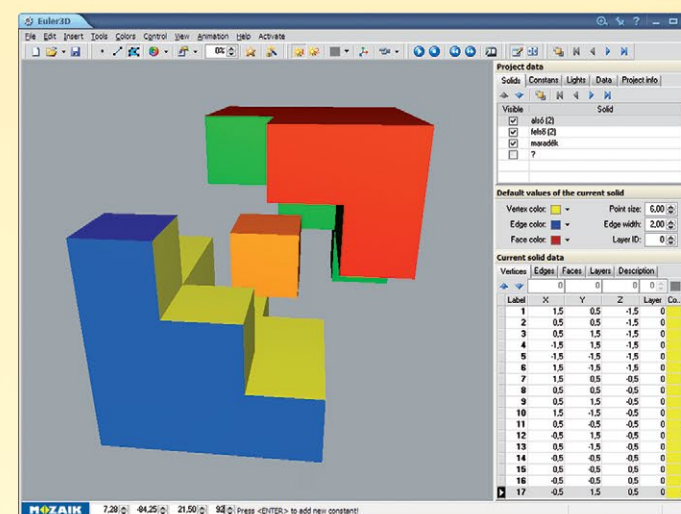 Euler3D
File Edit Insert Tools Colors Control View Animation Help Activate
0%
Project data
Solids Constans Lights Data Project info
Visible Solid
alsó (2)
felső (2)
maradék
?
Default values of the current solid
Vertex color: Point size: 6,00
Edge color: Edge width: 2,00
Face color: Layer ID: 0
Current solid data
Vertices Edges Faces Layers Description
0 0 0 0
Label X Y Z Layer Co...
1 1,5 0,5 -1,5 0
2 0,5 0,5 -1,5 0
3 0,5 1,5 -1,5 0
4 -1,5 1,5 -1,5 0
5 -1,5 -1,5 -1,5 0
6 1,5 -1,5 -1,5 0
7 1,5 0,5 -0,5 0
8 0,5 0,5 -0,5 0
9 0,5 1,5 -0,5 0
10 1,5 -1,5 -0,5 0
11 0,5 -0,5 -0,5 0
12 -0,5 1,5 -0,5 0
13 -0,5 1,5 -0,5 0
14 -0,5 -0,5 -0,5 0
15 0,5 0,5 0,5 0
16 -0,5 -0,5 0,5 0
17 -0,5 1,5 0,5 0
MOZAIK 7,28 -84,25 21,50 92 Press <ENTER> to add new constant!